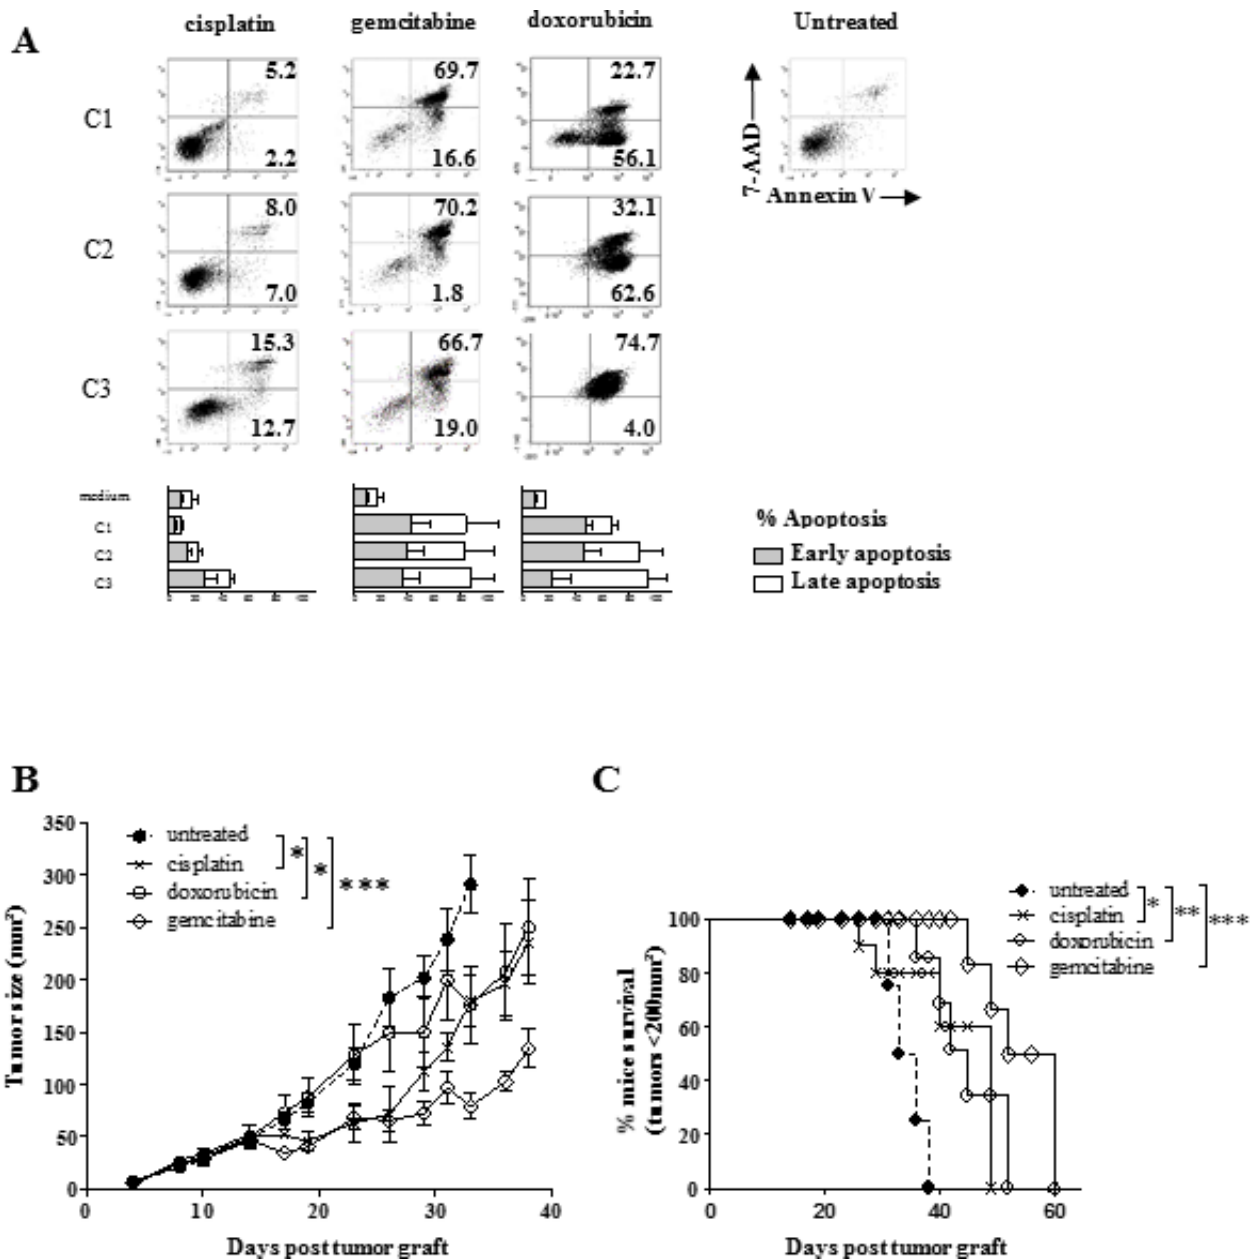 A
cisplatin gemcitabine doxorubicin Untreated
C1
5.2 69.7 22.7
2.2 16.6 56.1
7-AAD
Annexin V
C2
8.0 70.2 32.1
7.0 1.8 62.6
C3
15.3 66.7 74.7
12.7 19.0 4.0
medium
C1
C2
C3
% Apoptosis
Early apoptosis
Late apoptosis
B
350
300
250
200
150
100
50
0
Tumor size (mm²)
untreated
cisplatin
doxorubicin
gemcitabine
* * ***
0 10 20 30 40
Days post tumor graft
C
100
80
60
40
20
0
% mice survival
(tumors <200mm²)
untreated
cisplatin
doxorubicin
gemcitabine
* ** ***
0 20 40 60
Days post tumor graft